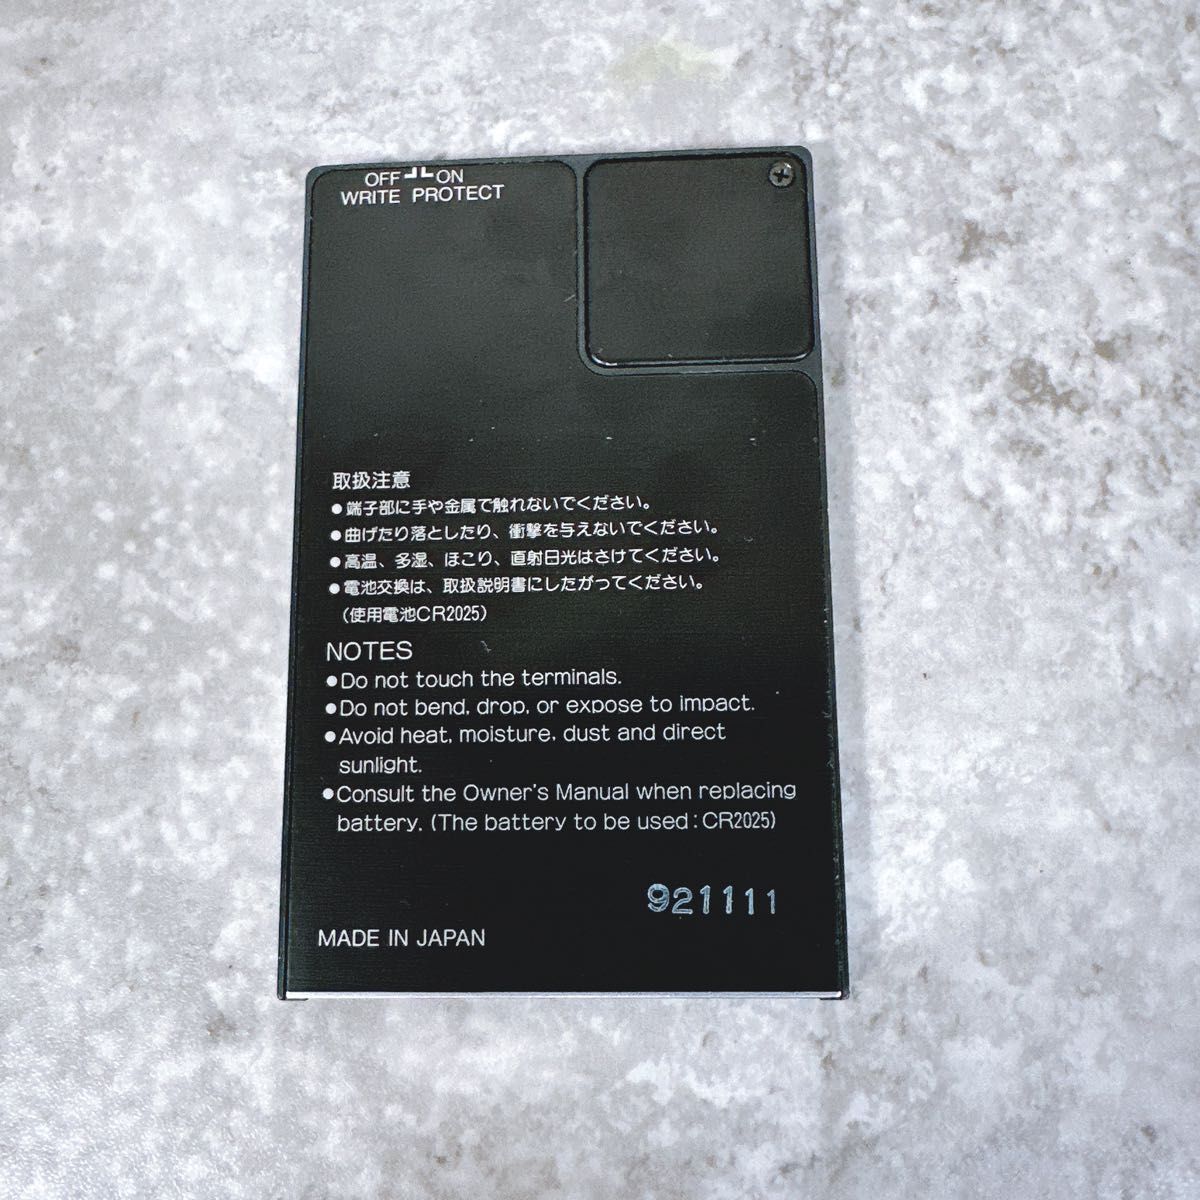 OFF ON
WRITE PROTECT
取扱注意
●端子部に手や金属で触れないでください。
●曲げたり落としたり、衝撃を与えないでください。
●高温、多湿、ほこり、直射日光はさけてください。
●電池交換は、取扱説明書にしたがってください。
(使用電池CR2025)
NOTES
●Do not touch the terminals.
●Do not bend, drop, or expose to impact.
●Avoid heat, moisture, dust and direct
sunlight.
●Consult the Owner's Manual when replacing
battery. (The battery to be used : CR2025)
921111
MADE IN JAPAN